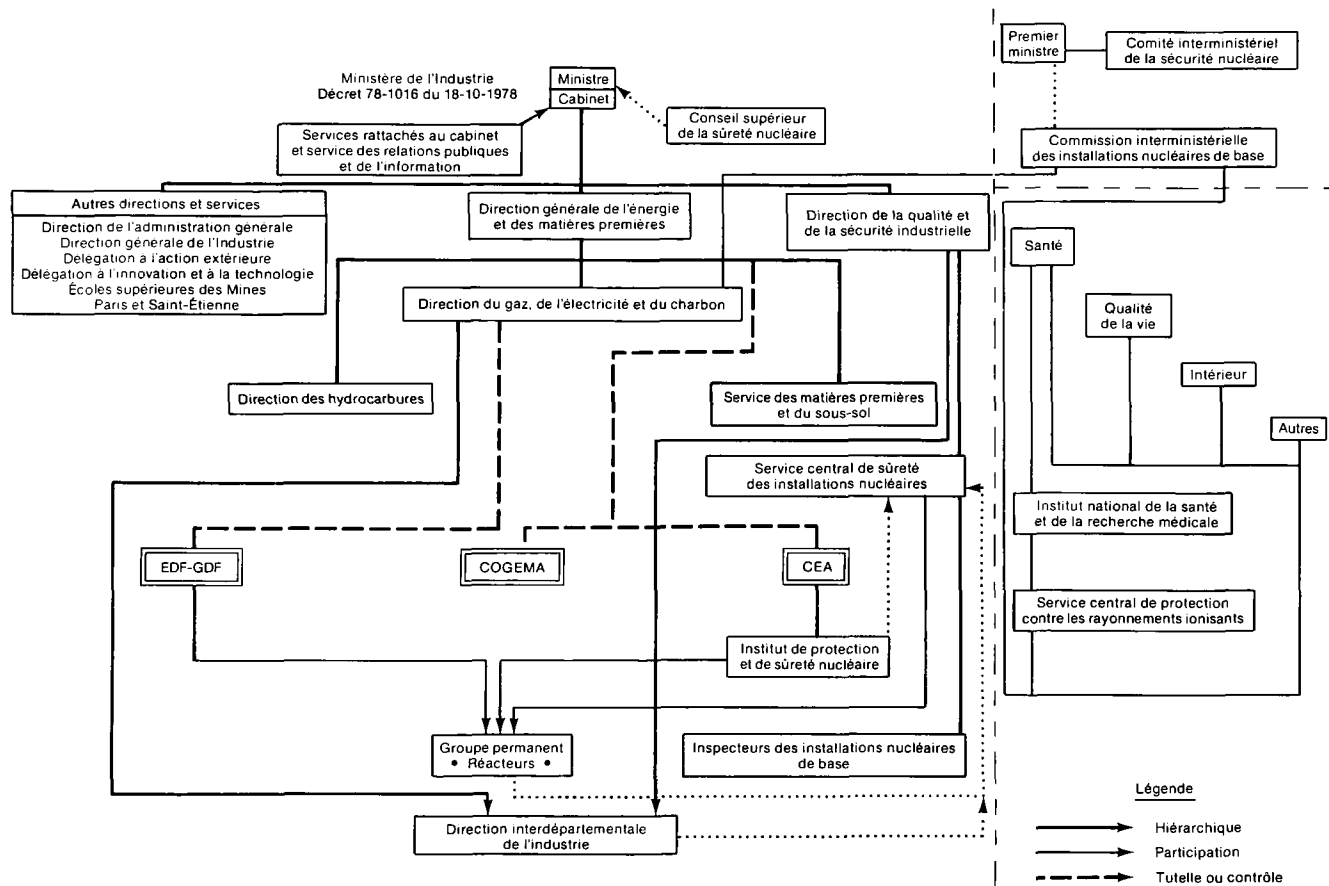 Premier
ministre
Comité interministériel
de la sécurité nucléaire
Ministère de l'Industrie
Décret 78-1016 du 18-10-1978
Ministre
Cabinet
Conseil supérieur
de la sûreté nucléaire
Services rattachés au cabinet
et service des relations publiques
et de l'information
Commission interministérielle
des installations nucléaires de base
Autres directions et services
Direction de l'administration générale
Direction générale de l'Industrie
Délégation à l'action extérieure
Délégation à l'innovation et à la technologie
Écoles supérieures des Mines
Paris et Saint-Étienne
Direction générale de l'énergie
et des matières premières
Direction de la qualité et
de la sécurité industrielle
Santé
Direction du gaz, de l'électricité et du charbon
Qualité
de la vie
Intérieur
Direction des hydrocarbures
Service des matières premières
et du sous-sol
Autres
Service central de sûreté
des installations nucléaires
Institut national de la santé
et de la recherche médicale
EDF-GDF
COGEMA
CEA
Service central de protection
contre les rayonnements ionisants
Institut de protection
et de sûreté nucléaire
Groupe permanent
• Réacteurs •
Inspecteurs des installations nucléaires
de base
Direction interdépartementale
de l'industrie
Légende
Hiérarchique
Participation
Tutelle ou contrôle